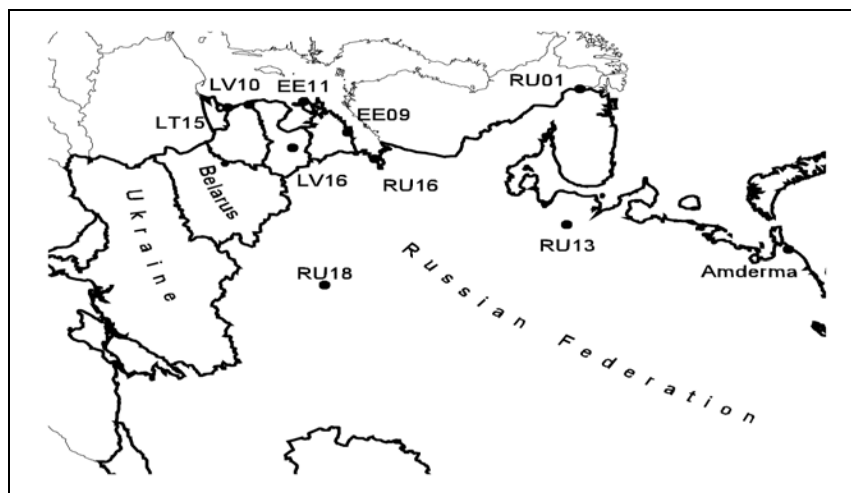 RU01
LV10
EE11
EE09
LT15
LV16
RU16
Belarus
Ukraine
RU13
Amderma
RU18
Russian Federation